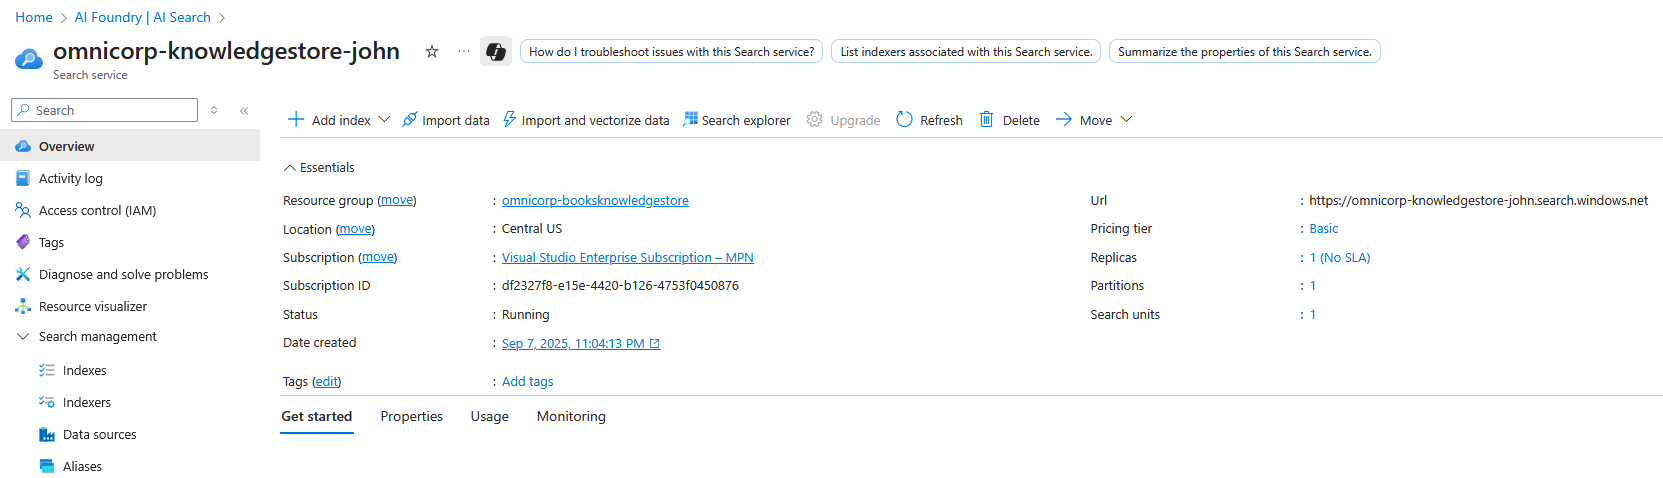 Home > AI Foundry | AI Search >
omnicorp-knowledgestore-john
Search service
How do I troubleshoot issues with this Search service?
List indexers associated with this Search service.
Summarize the properties of this Search service.
Search
Overview
Activity log
Access control (IAM)
Tags
Diagnose and solve problems
Resource visualizer
Search management
Indexes
Indexers
Data sources
Aliases
Add index Import data Import and vectorize data Search explorer Upgrade Refresh Delete Move
Essentials
Resource group (move) : omnicorp-booksknowledgestore
Location (move) : Central US
Subscription (move) : Visual Studio Enterprise Subscription – MPN
Subscription ID : df2327f8-e15e-4420-b126-4753f0450876
Status : Running
Date created : Sep 7, 2025, 11:04:13 PM
Tags (edit) : Add tags
Url : https://omnicorp-knowledgestore-john.search.windows.net
Pricing tier : Basic
Replicas : 1 (No SLA)
Partitions : 1
Search units : 1
Get started Properties Usage Monitoring